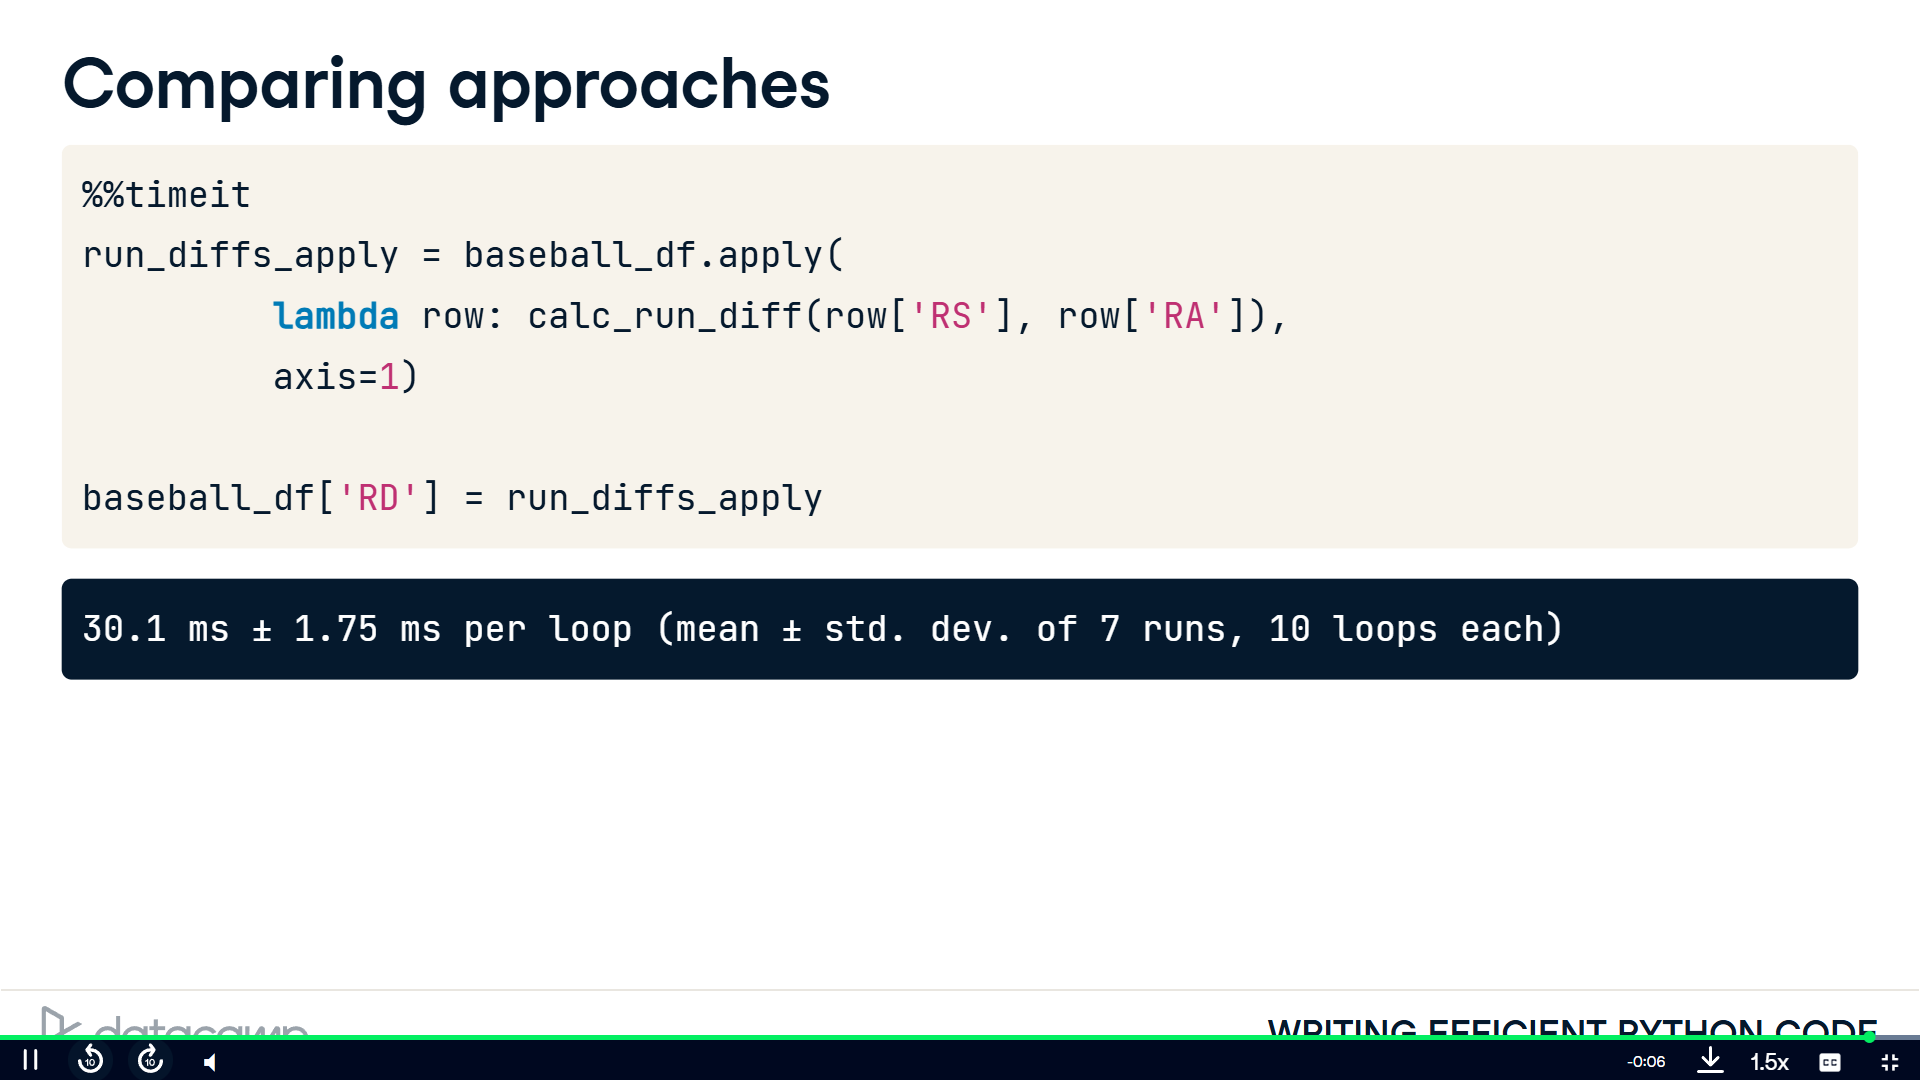 Comparing approaches
%%timeit
run_diffs_apply = baseball_df.apply(
lambda row: calc_run_diff(row['RS'], row['RA']),
axis=1)
baseball_df['RD'] = run_diffs_apply
30.1 ms ± 1.75 ms per loop (mean ± std. dev. of 7 runs, 10 loops each)
datacamp
WRITING EFFICIENT PYTHON CODE
10
10
-0:06
1.5x
CC